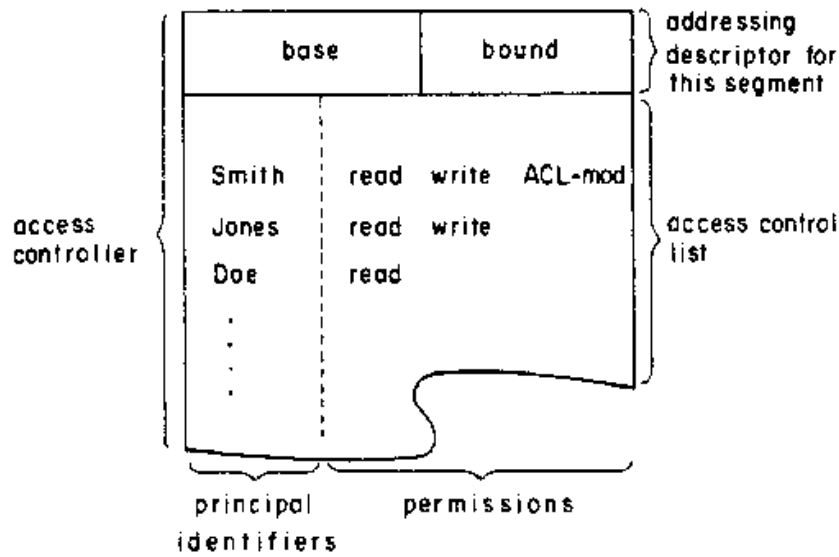 base bound
addressing
descriptor for
this segment
Smith read write ACL-mod
Jones read write
Doe read
access
controller
access control
list
principal
identifiers
permissions